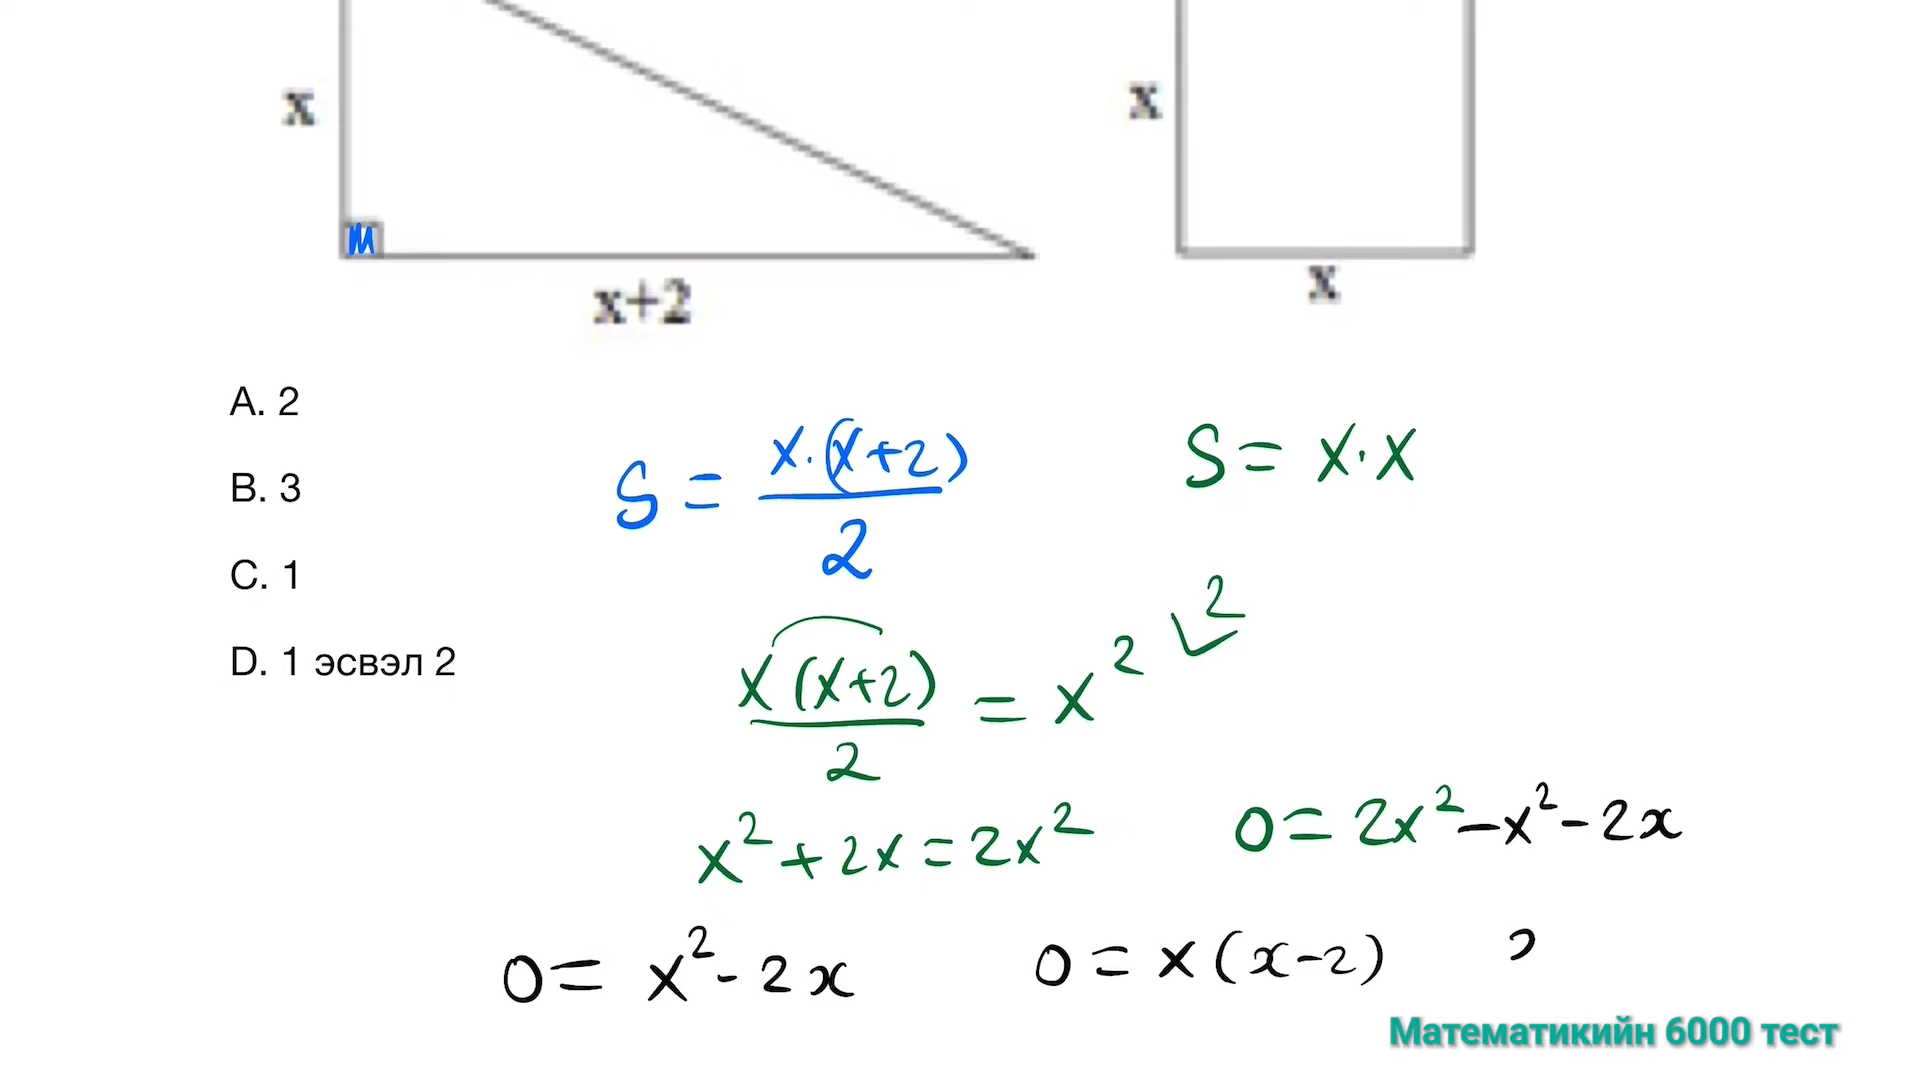 x
x
x+2
x
A. 2
B. 3
C. 1
D. 1 эсвэл 2
S = x·(x+2)/2
S = x·x
x(x+2)/2 = x² 2
x²+2x=2x²
0=2x²-x²-2x
0= x²-2x
0=x(x-2)
Математикийн 6000 тест